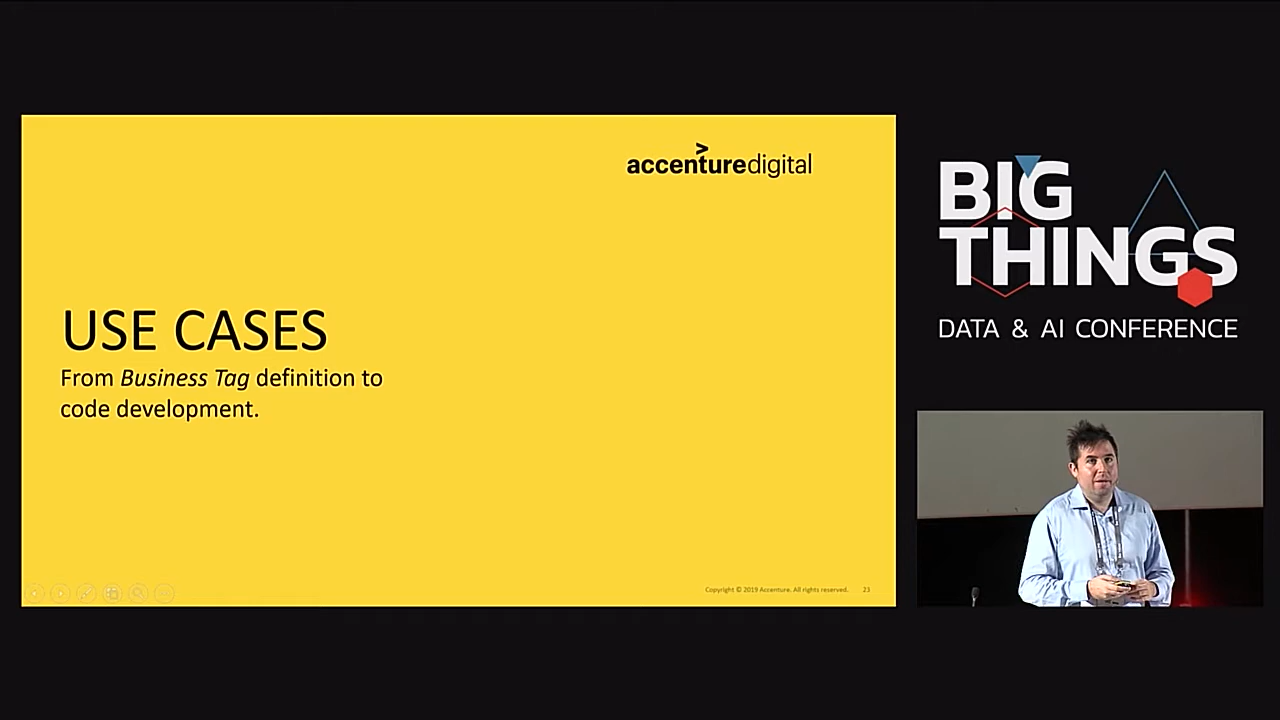 accenturedigital
USE CASES
From Business Tag definition to
code development.
Copyright © 2019 Accenture. All rights reserved. 23
BIG
THINGS
DATA & AI CONFERENCE